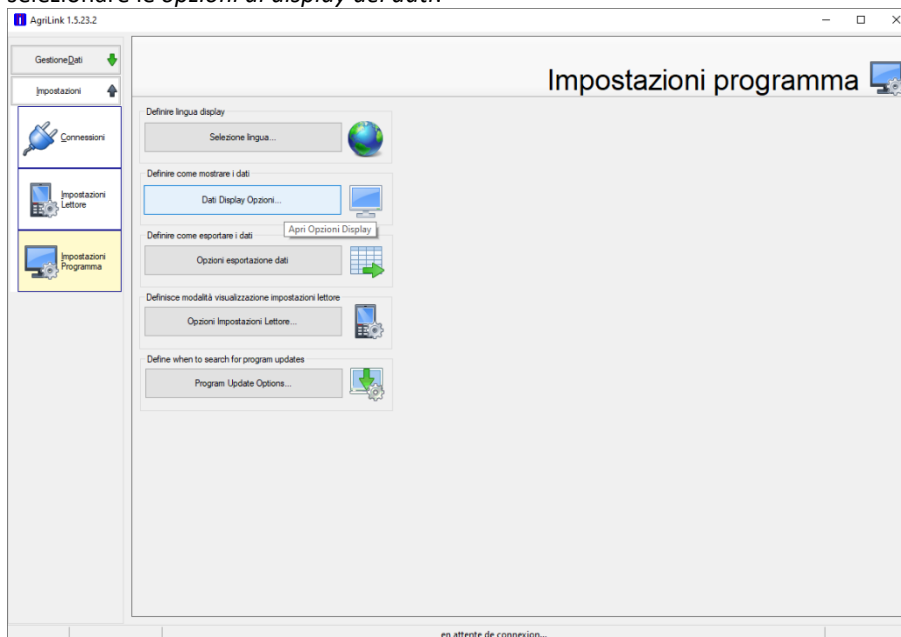 selezionare le opzioni di display dei dati.
AgriLink 1.5.23.2
Impostazioni programma
GestioneDati
Impostazioni
Connessioni
Impostazioni
Lettore
Impostazioni
Programma
Definire lingua display
Selezione lingua...
Definire come mostrare i dati
Dati Display Opzioni...
Apri Opzioni Display
Definire come esportare i dati
Opzioni esportazione dati
Definisce modalità visualizzazione impostazioni lettore
Opzioni Impostazioni Lettore...
Define when to search for program updates
Program Update Options...
en attente de connexion...